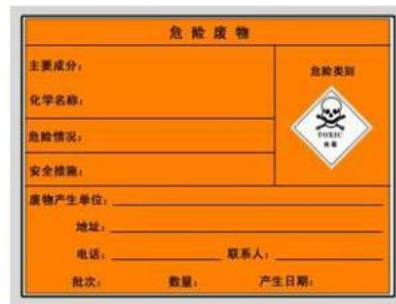 危险废物
主要成分：
危险类别
化学名称：
TOXIC
有毒
危险情况：
安全措施：
废物产生单位：
地址：
电话： 联系人：
批次： 数量： 产生日期：